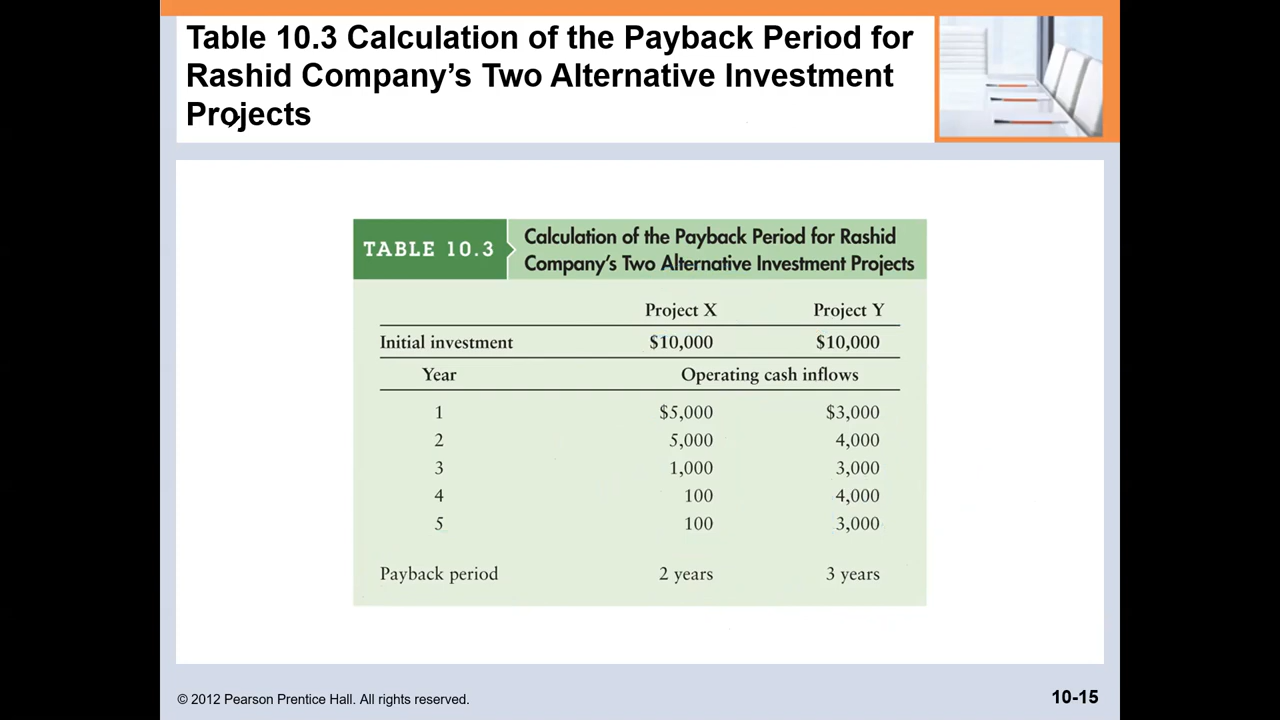 Table 10.3 Calculation of the Payback Period for
Rashid Company’s Two Alternative Investment
Projects
TABLE 10.3
Calculation of the Payback Period for Rashid
Company’s Two Alternative Investment Projects
Project X Project Y
Initial investment $10,000 $10,000
Year Operating cash inflows
1 $5,000 $3,000
2 5,000 4,000
3 1,000 3,000
4 100 4,000
5 100 3,000
Payback period 2 years 3 years
© 2012 Pearson Prentice Hall. All rights reserved.
10-15